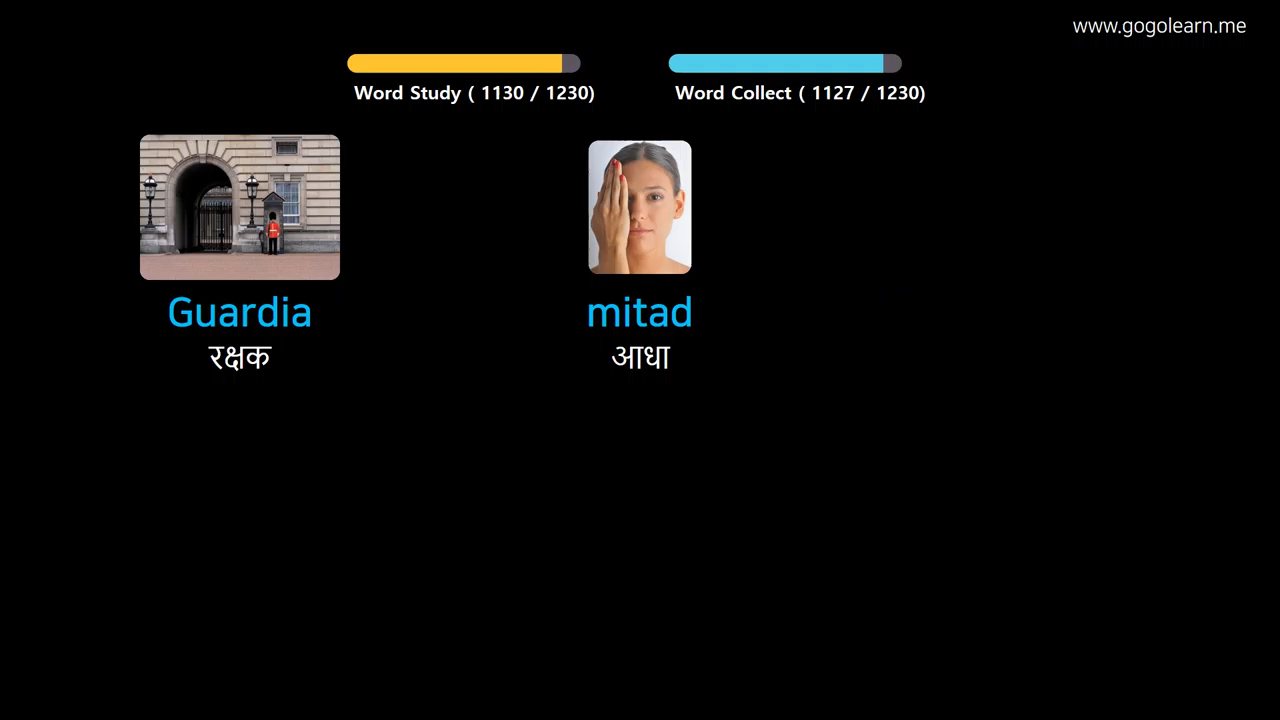 www.gogolearn.me
Word Study ( 1130 / 1230)
Word Collect ( 1127 / 1230)
Guardia
रक्षक
mitad
आधा